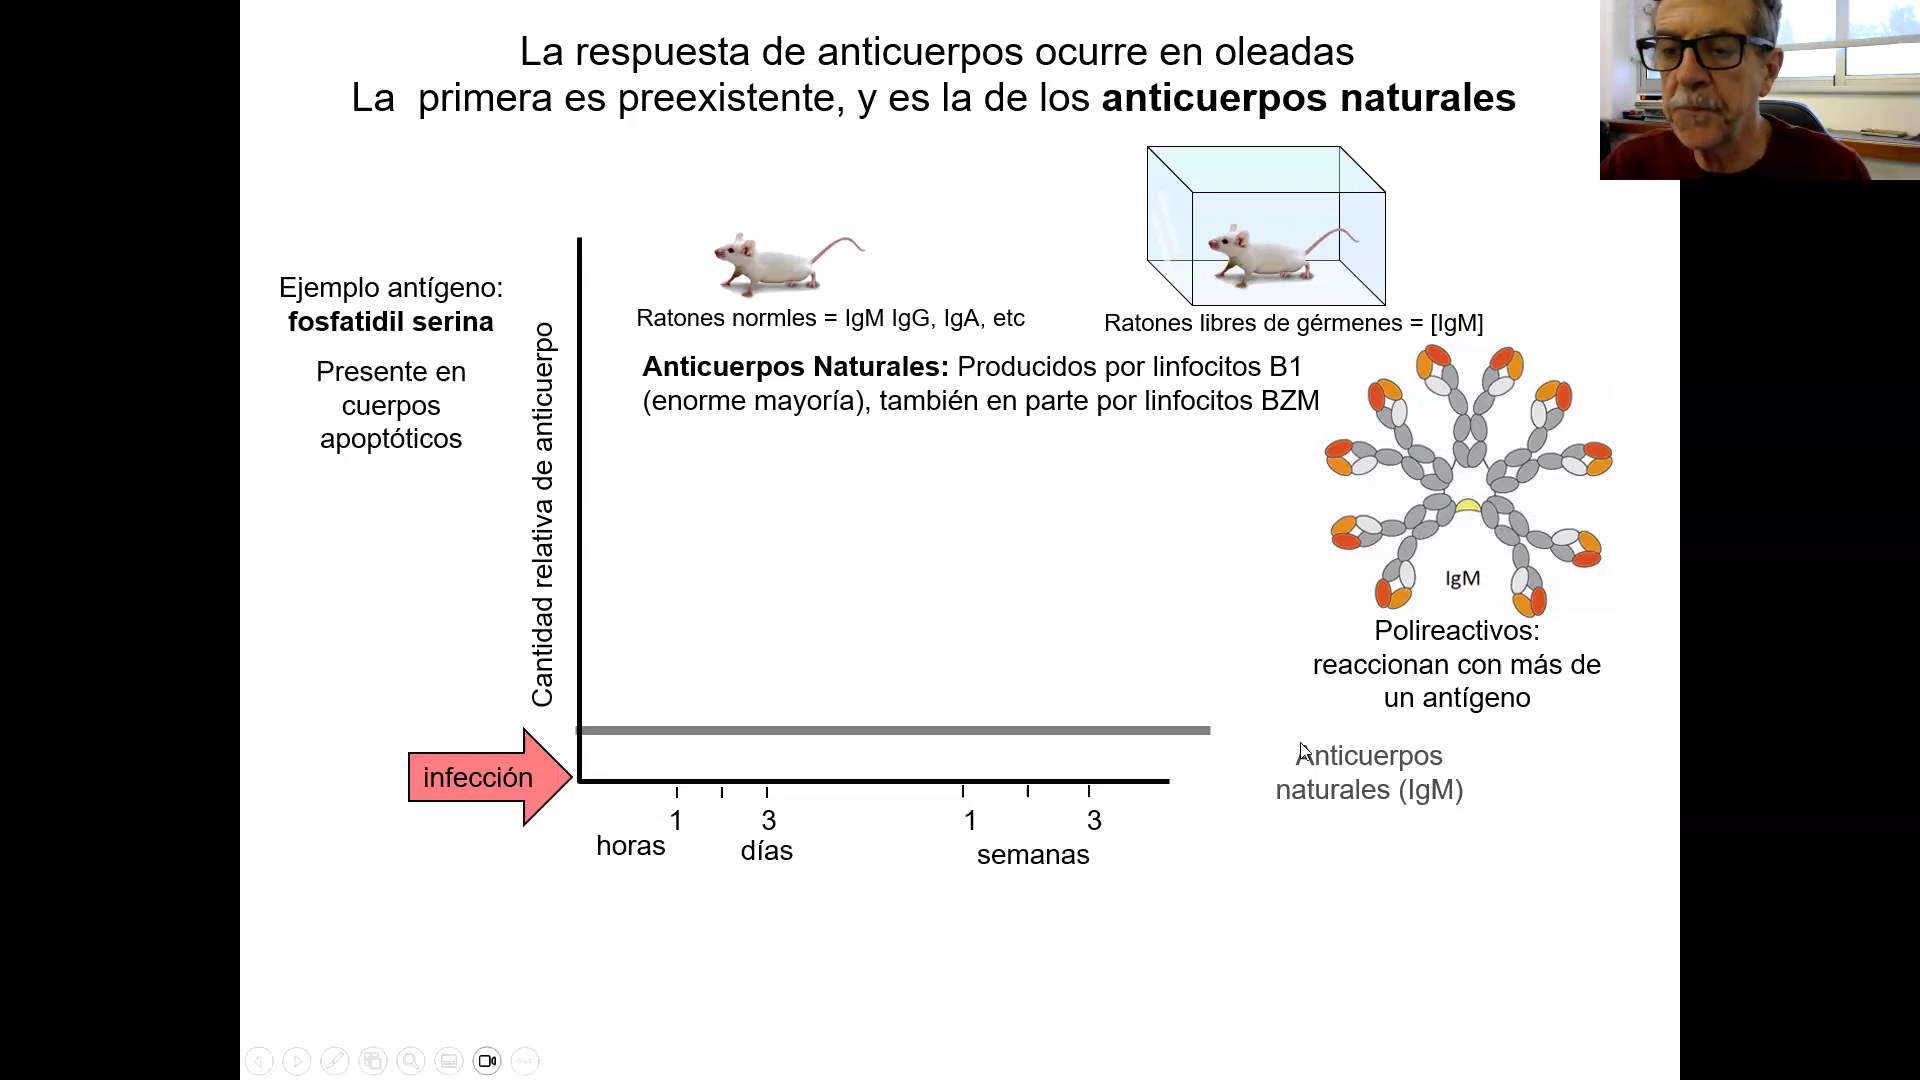 La respuesta de anticuerpos ocurre en oleadas
La primera es preexistente, y es la de los anticuerpos naturales
Ejemplo antígeno:
fosfatidil serina
Presente en
cuerpos
apoptóticos
Cantidad relativa de anticuerpo
Ratones normles = IgM IgG, IgA, etc
Ratones libres de gérmenes = [IgM]
Anticuerpos Naturales: Producidos por linfocitos B1
(enorme mayoría), también en parte por linfocitos BZM
IgM
Polireactivos:
reaccionan con más de
un antígeno
Anticuerpos
naturales (IgM)
infección
1 3 1 3
horas días semanas